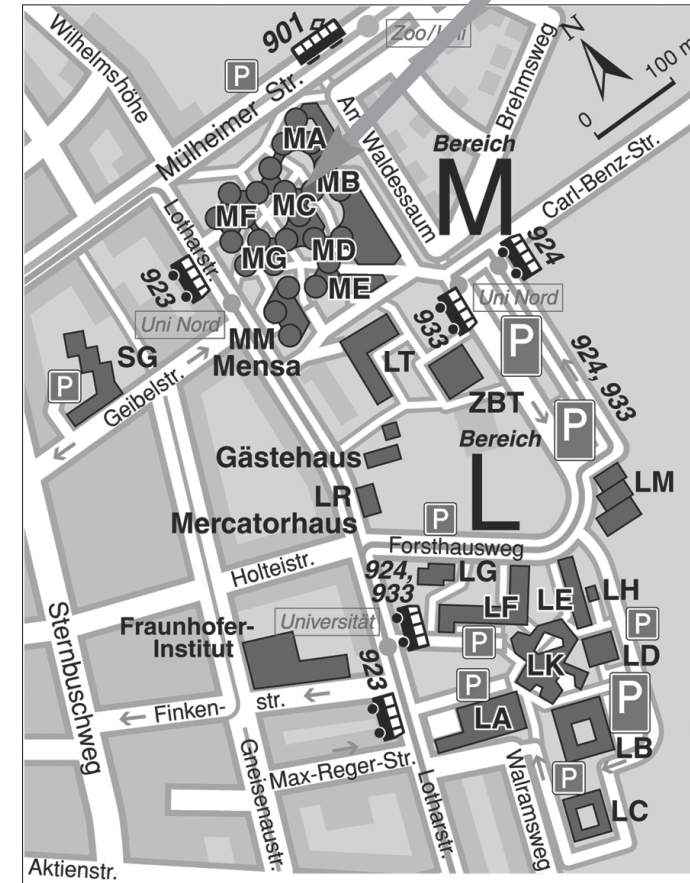 Wilhelmshöhe
901
Zoo/Uni
P
Mülheimer Str.
Am Waldessaum
Brehmsweg
N
100 m
0
Carl-Benz-Str.
Bereich
M
MA
MB
MC
MF
MG
MD
ME
Lotharstr.
923
924
Uni Nord
Uni Nord
933
MM
Mensa
SG
P
Geibelstr.
LT
P
924, 933
ZBT
P
Bereich
L
Gästehaus
LR
Mercatorhaus
LM
P
Forsthausweg
Holteistr.
924,
933
LG
LF
LE
LH
Universität
Fraunhofer-
Institut
P
P
LK
LD
Sternbuschweg
923
P
P
LA
Finken-
str.
LB
Max-Reger-Str.
P
Gneisenaustr.
Lotharstr.
Walramsweg
LC
Aktienstr.